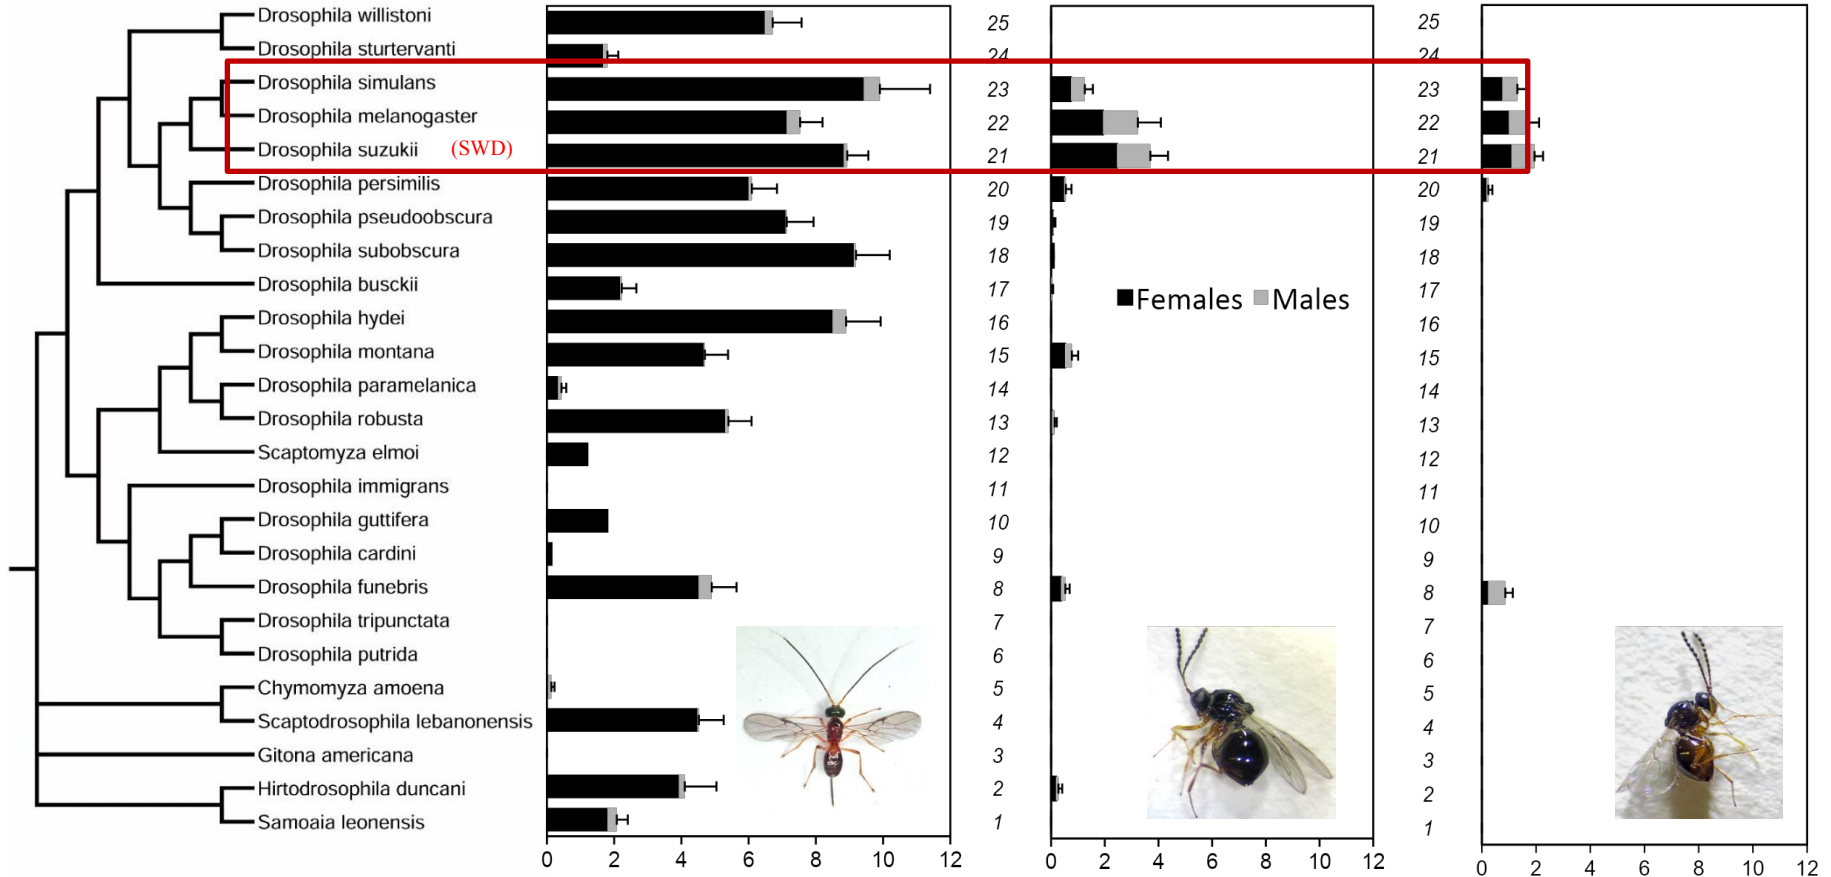 Drosophila willistoni 25 25
Drosophila sturtervanti 24 24
Drosophila simulans 23 23
Drosophila melanogaster 22 22
Drosophila suzukii (SWD) 21 21
Drosophila persimilis 20 20
Drosophila pseudoobscura 19 19
Drosophila subobscura 18 18
Drosophila busckii 17 17
Females Males
Drosophila hydei 16 16
Drosophila montana 15 15
Drosophila paramelanica 14 14
Drosophila robusta 13 13
Scaptomyza elmoi 12 12
Drosophila immigrans 11 11
Drosophila guttifera 10 10
Drosophila cardini 9 9
Drosophila funebris 8 8
Drosophila tripunctata 7 7
Drosophila putrida 6 6
Chymomyza amoena 5 5
Scaptodrosophila lebanonensis 4 4
Gitona americana 3 3
Hirtodrosophila duncani 2 2
Samoaia leonensis 1 1
0 2 4 6 8 10 12 0 2 4 6 8 10 12 0 2 4 6 8 10 12